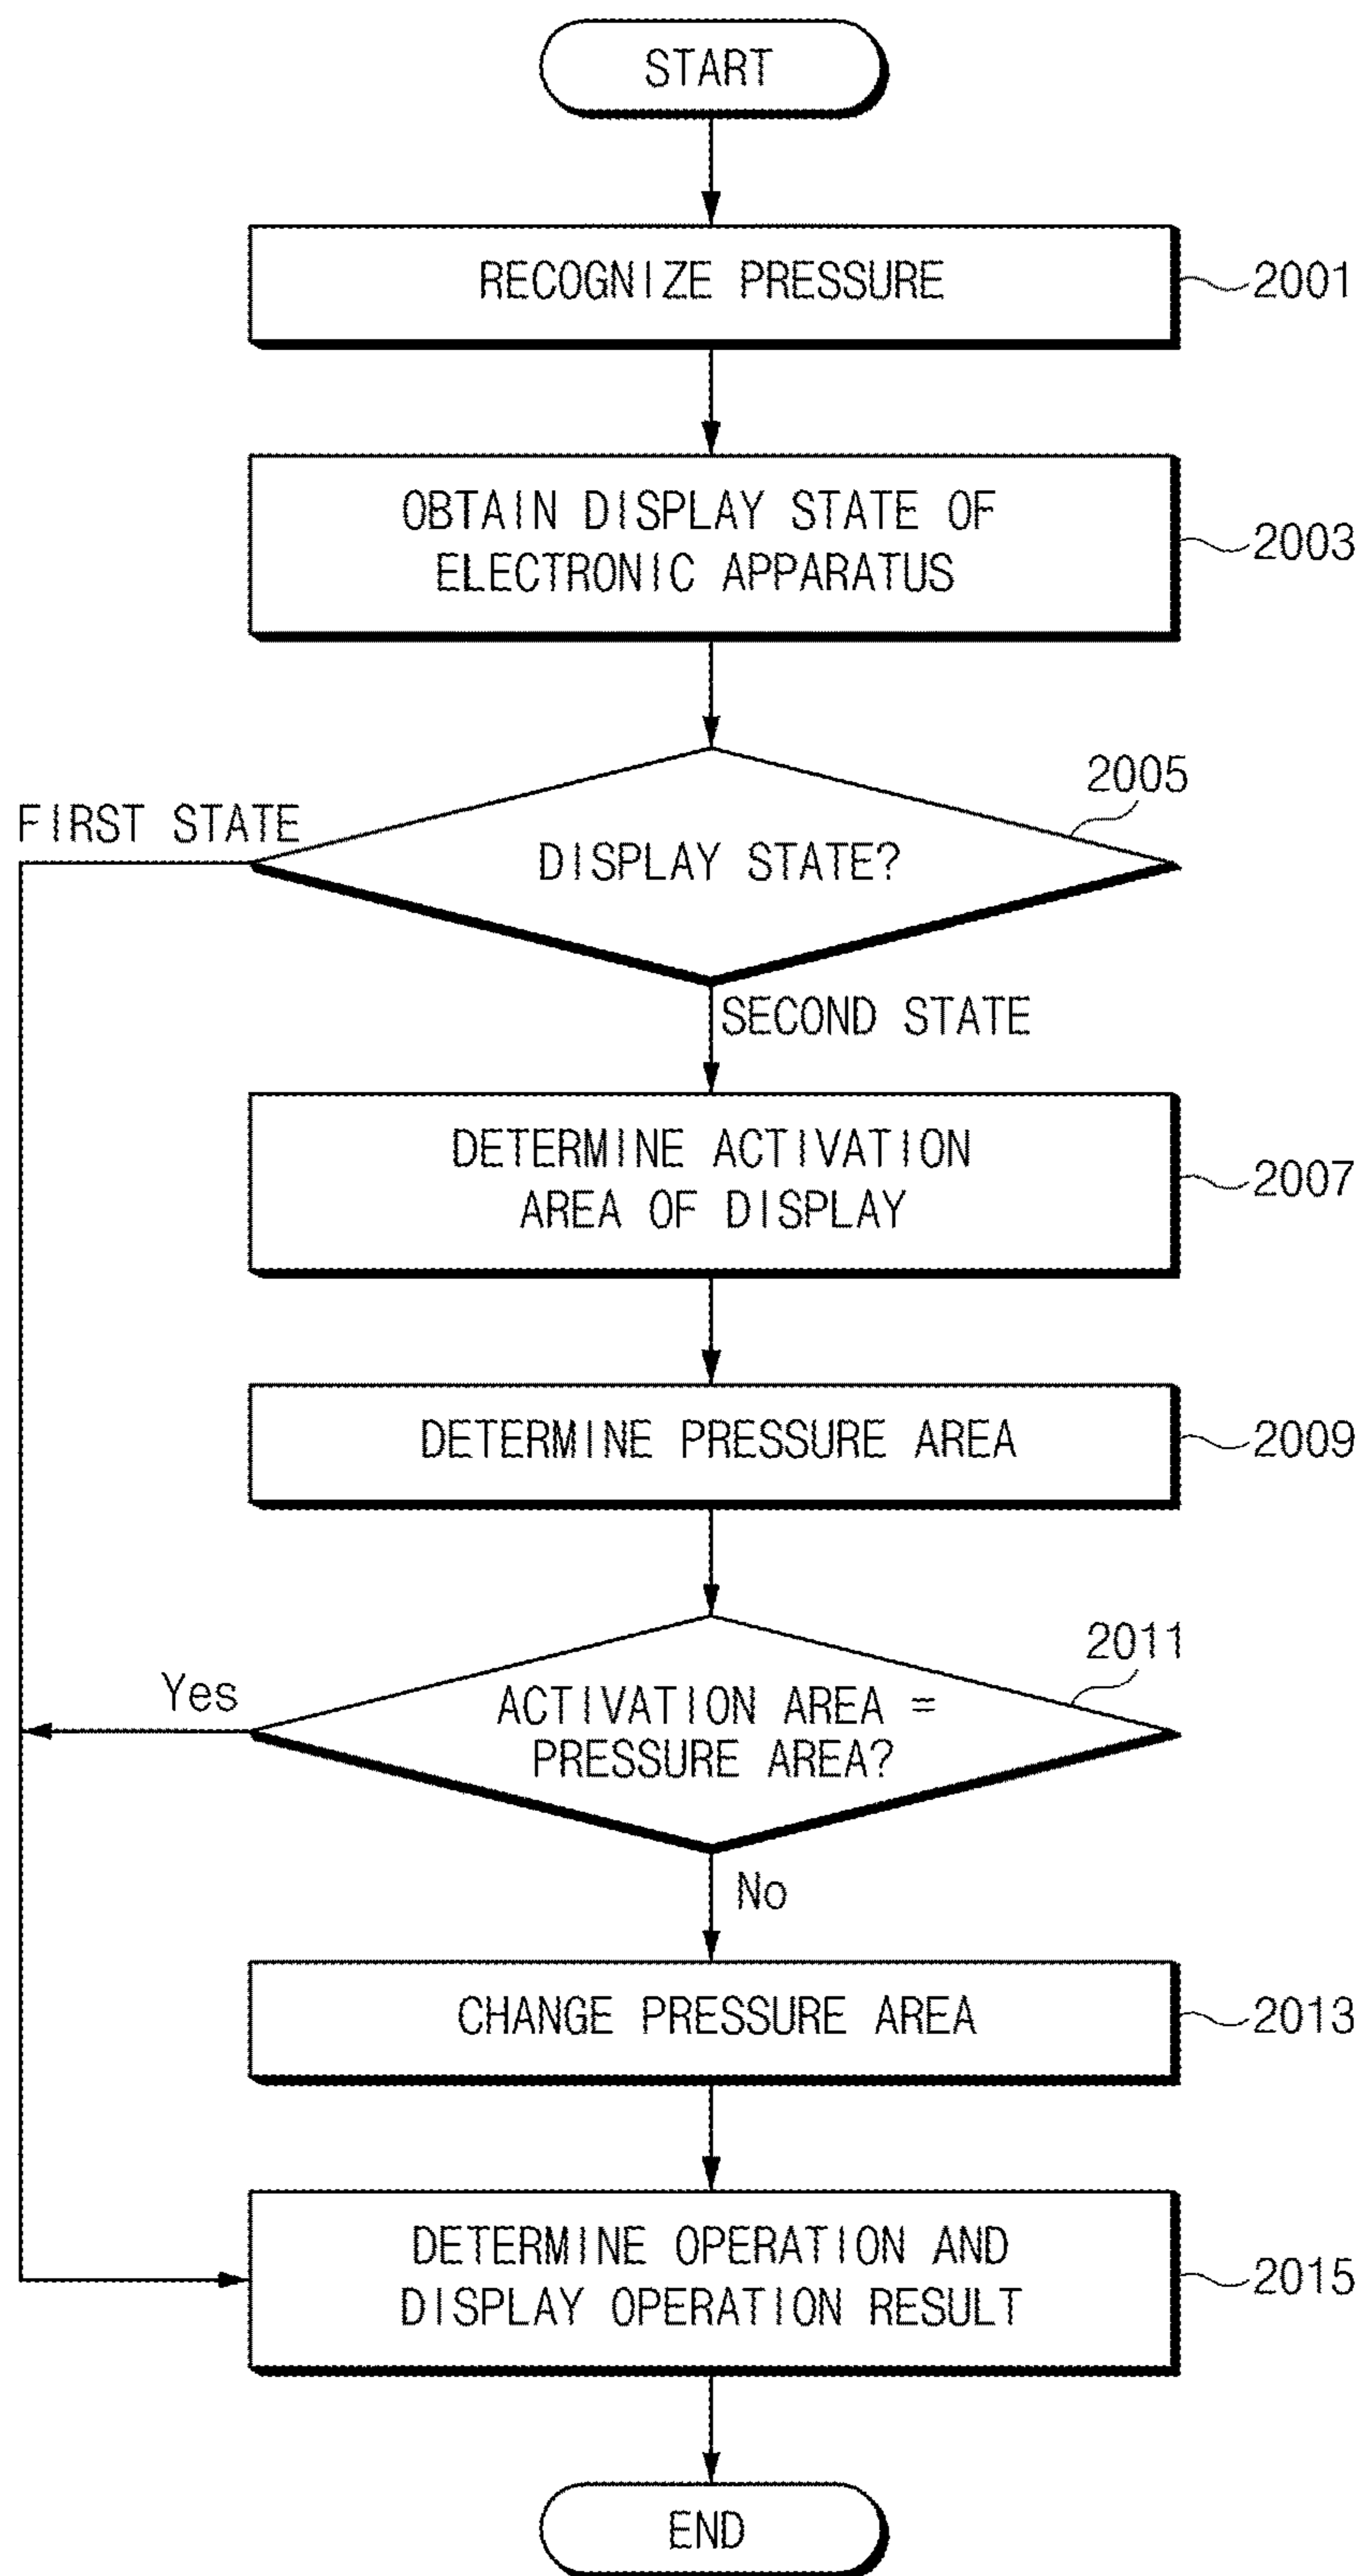 START
RECOGNIZE PRESSURE
2001
OBTAIN DISPLAY STATE OF
ELECTRONIC APPARATUS
2003
2005
FIRST STATE
DISPLAY STATE?
SECOND STATE
DETERMINE ACTIVATION
AREA OF DISPLAY
2007
DETERMINE PRESSURE AREA
2009
2011
Yes
ACTIVATION AREA =
PRESSURE AREA?
No
CHANGE PRESSURE AREA
2013
DETERMINE OPERATION AND
DISPLAY OPERATION RESULT
2015
END